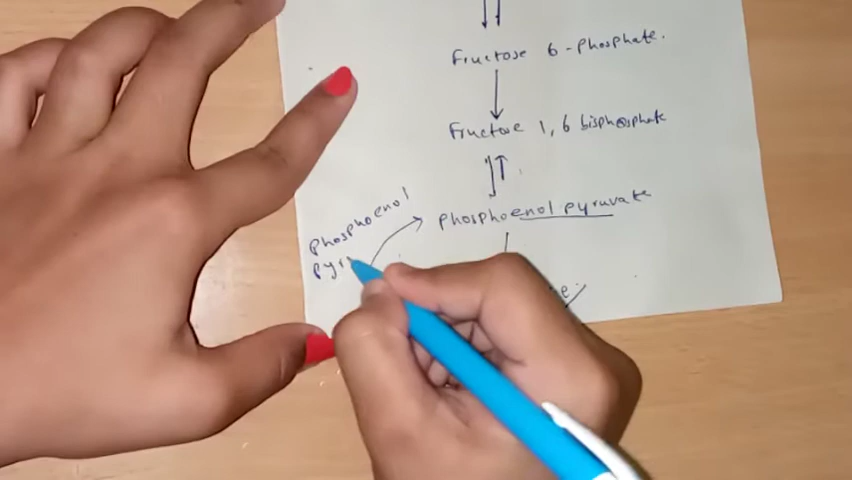 Fructose 6-phosphate.
Fructose 1,6 bisphosphate
phosphoenol pyruvate
phosphoenol